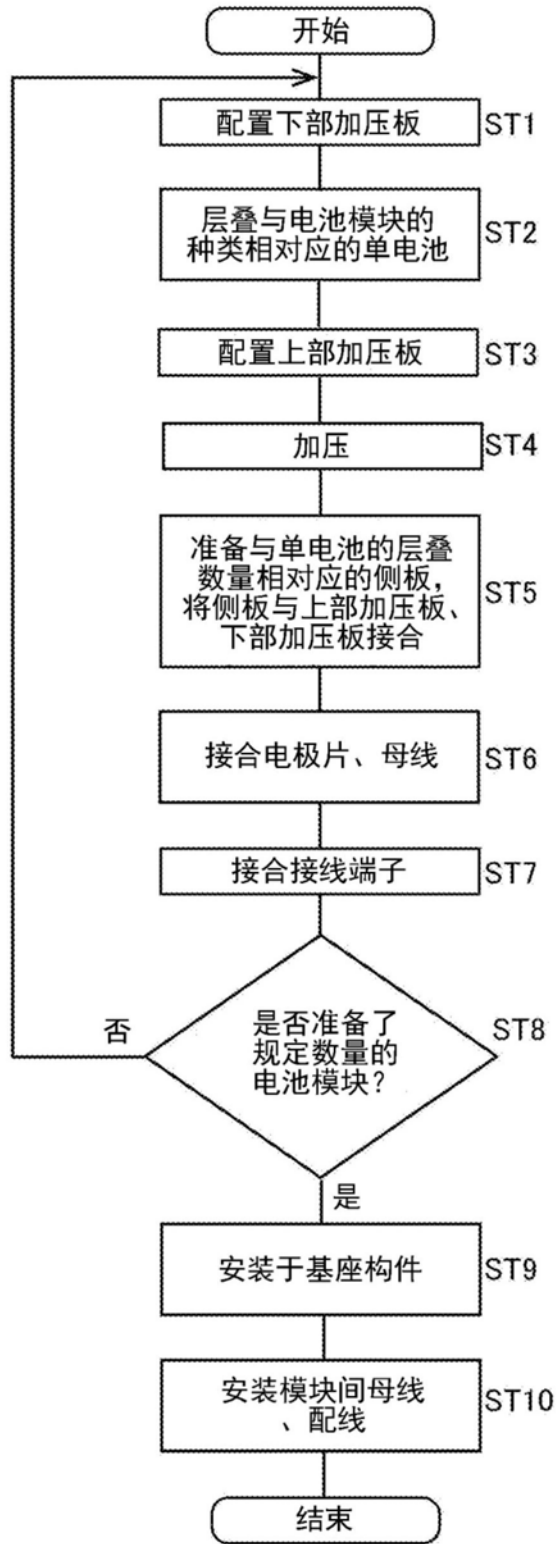 开始
配置下部加压板
ST1
层叠与电池模块的
种类相对应的单电池
ST2
配置上部加压板
ST3
加压
ST4
准备与单电池的层叠
数量相对应的侧板，
将侧板与上部加压板、
下部加压板接合
ST5
接合电极片、母线
ST6
接合接线端子
ST7
是否准备了
规定数量的
电池模块？
ST8
否
是
安装于基座构件
ST9
安装模块间母线
、配线
ST10
结束